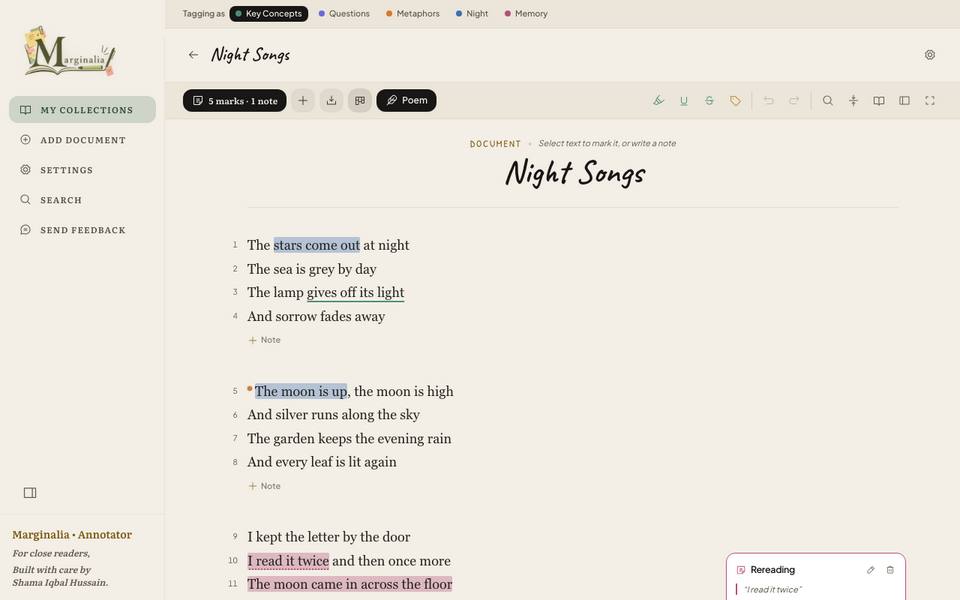 Marginalia
MY COLLECTIONS
ADD DOCUMENT
SETTINGS
SEARCH
SEND FEEDBACK
Marginalia • Annotator
For close readers,
Built with care by
Shama Iqbal Hussain.
Tagging as Key Concepts Questions Metaphors Night Memory
Night Songs
5 marks · 1 note Poem
DOCUMENT • Select text to mark it, or write a note
Night Songs
1 The stars come out at night
2 The sea is grey by day
3 The lamp gives off its light
4 And sorrow fades away
+ Note
5 The moon is up, the moon is high
6 And silver runs along the sky
7 The garden keeps the evening rain
8 And every leaf is lit again
+ Note
9 I kept the letter by the door
10 I read it twice and then once more
11 The moon came in across the floor
Rereading
“I read it twice”